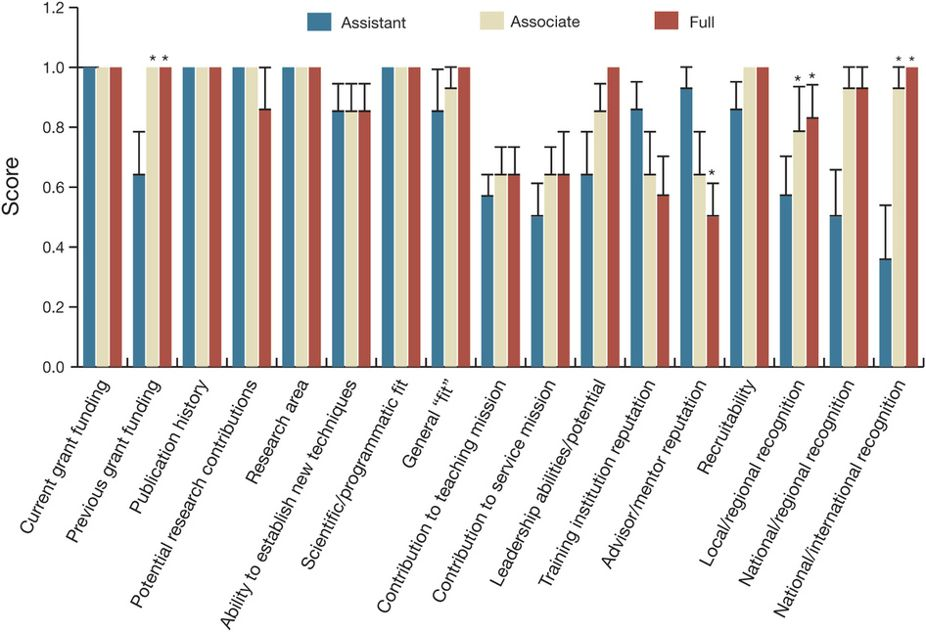 Assistant
Associate
Full
Score
1.2
1.0
0.8
0.6
0.4
0.2
0.0
* *
*
* *
* *
Current grant funding
Previous grant funding
Publication history
Potential research contributions
Research area
Ability to establish new techniques
Scientific/programmatic fit
General “fit”
Contribution to teaching mission
Contribution to service mission
Leadership abilities/potential
Training institution reputation
Advisor/mentor reputation
Recruitability
Local/regional recognition
National/regional recognition
National/international recognition